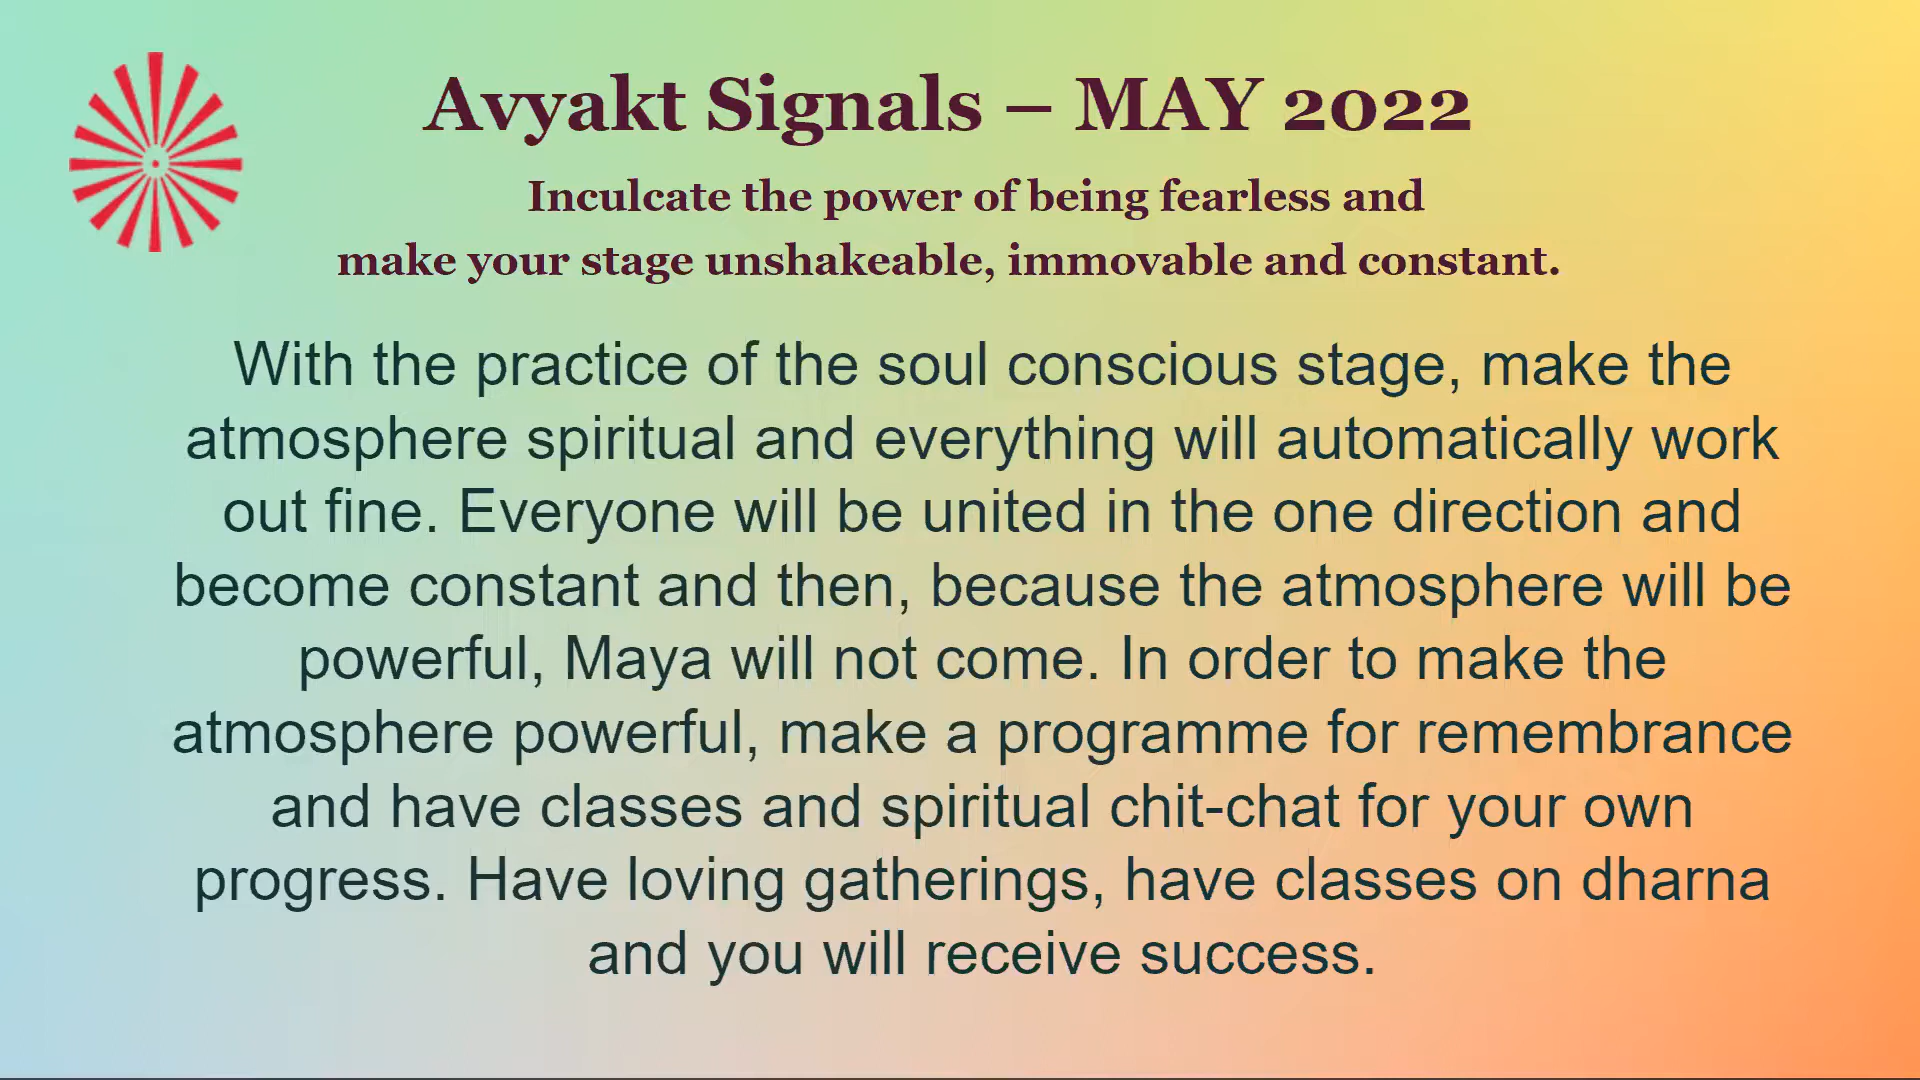 Avyakt Signals – MAY 2022
Inculcate the power of being fearless and
make your stage unshakeable, immovable and constant.
With the practice of the soul conscious stage, make the
atmosphere spiritual and everything will automatically work
out fine. Everyone will be united in the one direction and
become constant and then, because the atmosphere will be
powerful, Maya will not come. In order to make the
atmosphere powerful, make a programme for remembrance
and have classes and spiritual chit-chat for your own
progress. Have loving gatherings, have classes on dharna
and you will receive success.